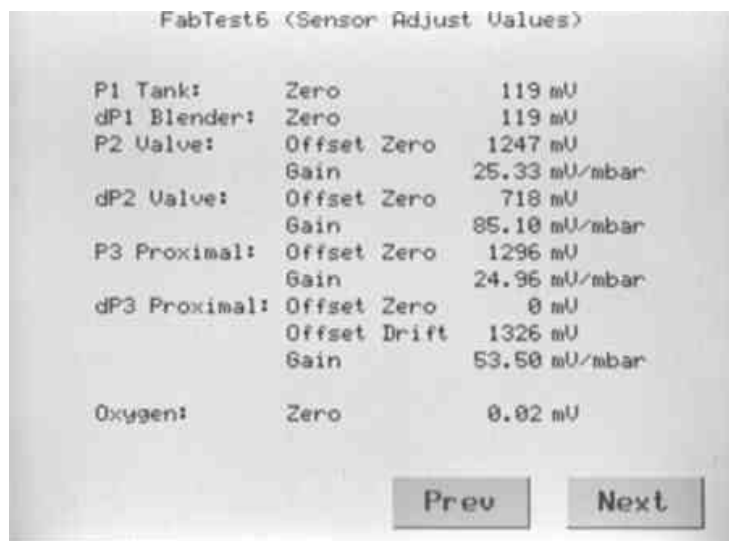 FabTest6 (Sensor Adjust Values)
P1 Tank: Zero 119 mV
dP1 Blender: Zero 119 mV
P2 Valve: Offset Zero 1247 mV
Gain 25.33 mV/mbar
dP2 Valve: Offset Zero 718 mV
Gain 85.10 mV/mbar
P3 Proximal: Offset Zero 1296 mV
Gain 24.96 mV/mbar
dP3 Proximal: Offset Zero 0 mV
Offset Drift 1326 mV
Gain 53.50 mV/mbar
Oxygen: Zero 0.02 mV
Prev Next